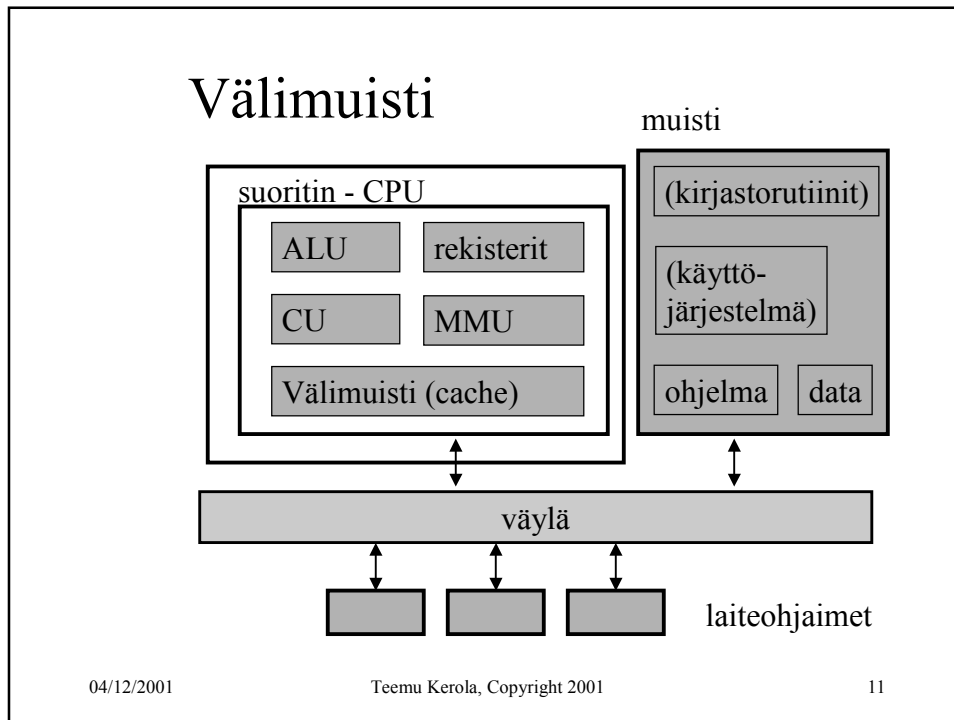 Välimuisti
muisti
suoritin - CPU
ALU
rekisterit
CU
MMU
Välimuisti (cache)
(kirjastorutiinit)
(käyttö-
järjestelmä)
ohjelma
data
väylä
laiteohjaimet
04/12/2001
Teemu Kerola, Copyright 2001
11